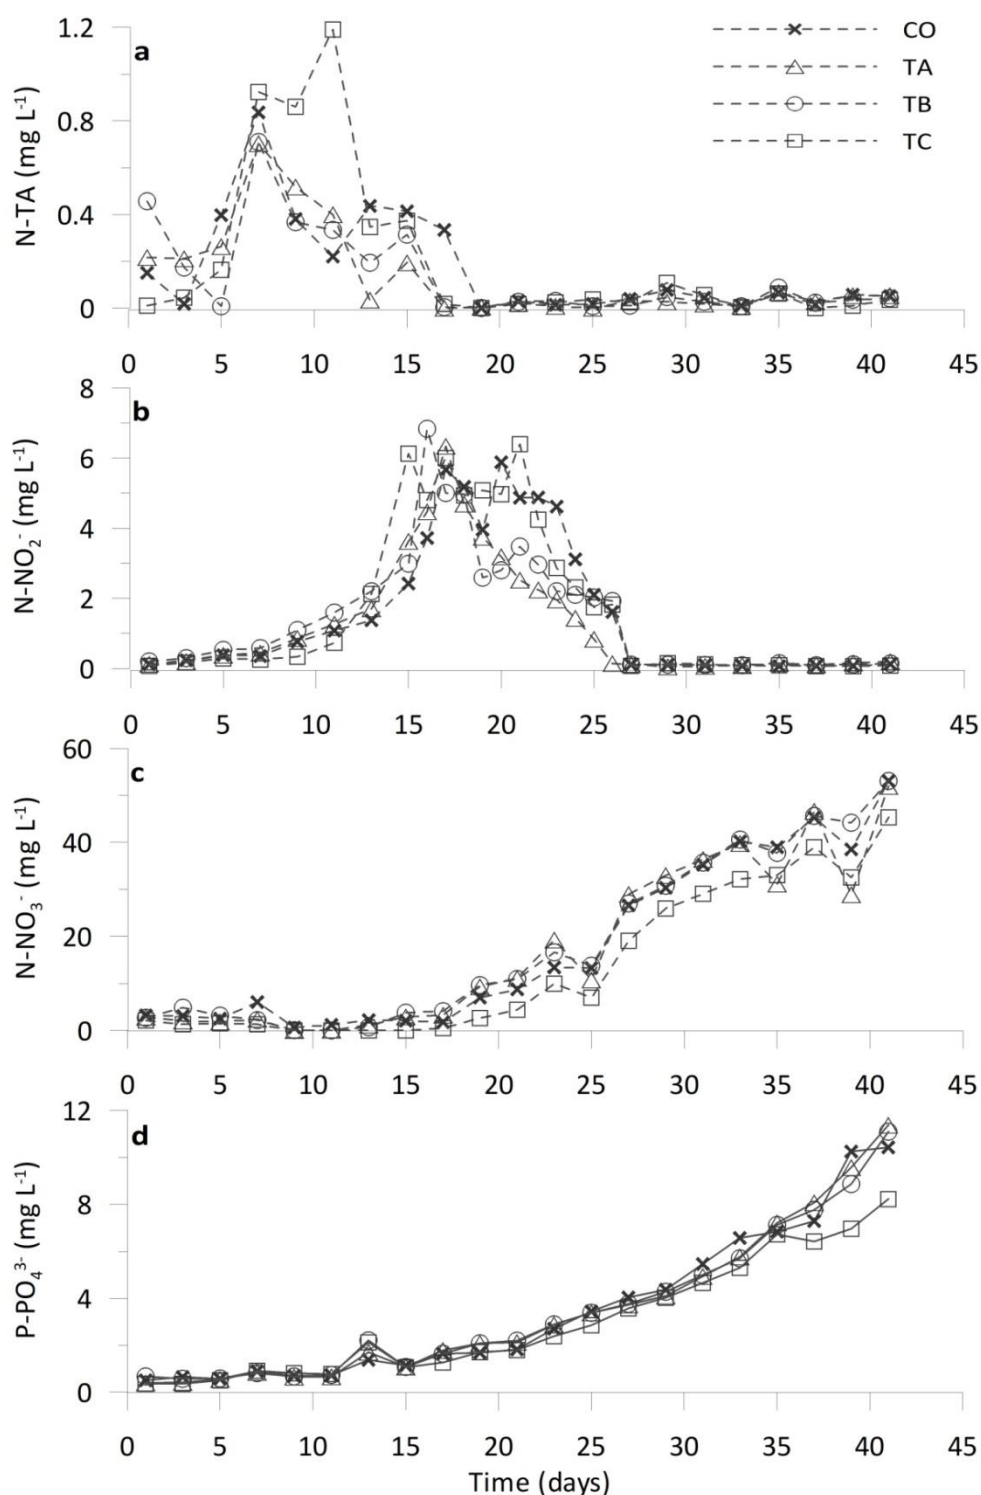 a
1.2
0.8
0.4
0
N-TA (mg L⁻¹)
CO
TA
TB
TC
0 5 10 15 20 25 30 35 40 45
b
8
6
4
2
0
N-NO₂⁻ (mg L⁻¹)
0 5 10 15 20 25 30 35 40 45
c
60
40
20
0
N-NO₃⁻ (mg L⁻¹)
0 5 10 15 20 25 30 35 40 45
d
12
8
4
0
P-PO₄³⁻ (mg L⁻¹)
0 5 10 15 20 25 30 35 40 45
Time (days)